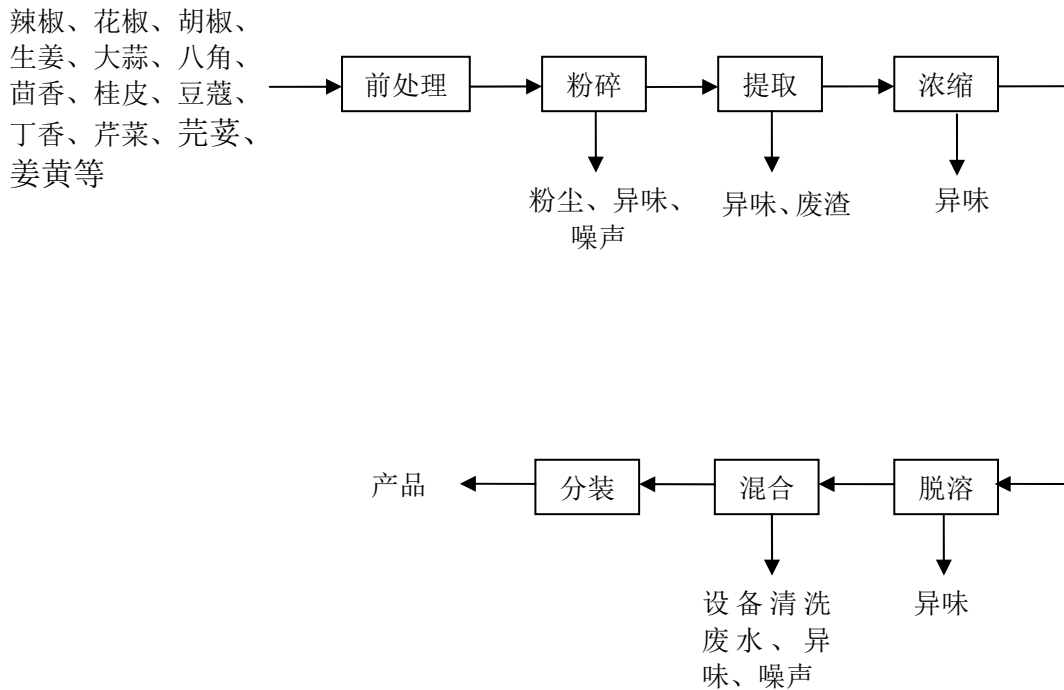 辣椒、花椒、胡椒、
生姜、大蒜、八角、
茴香、桂皮、豆蔻、
丁香、芹菜、芫荽、
姜黄等
前处理
粉碎
提取
浓缩
粉尘、异味、
噪声
异味、废渣
异味
产品
分装
混合
脱溶
设备清洗
废水、异
味、噪声
异味